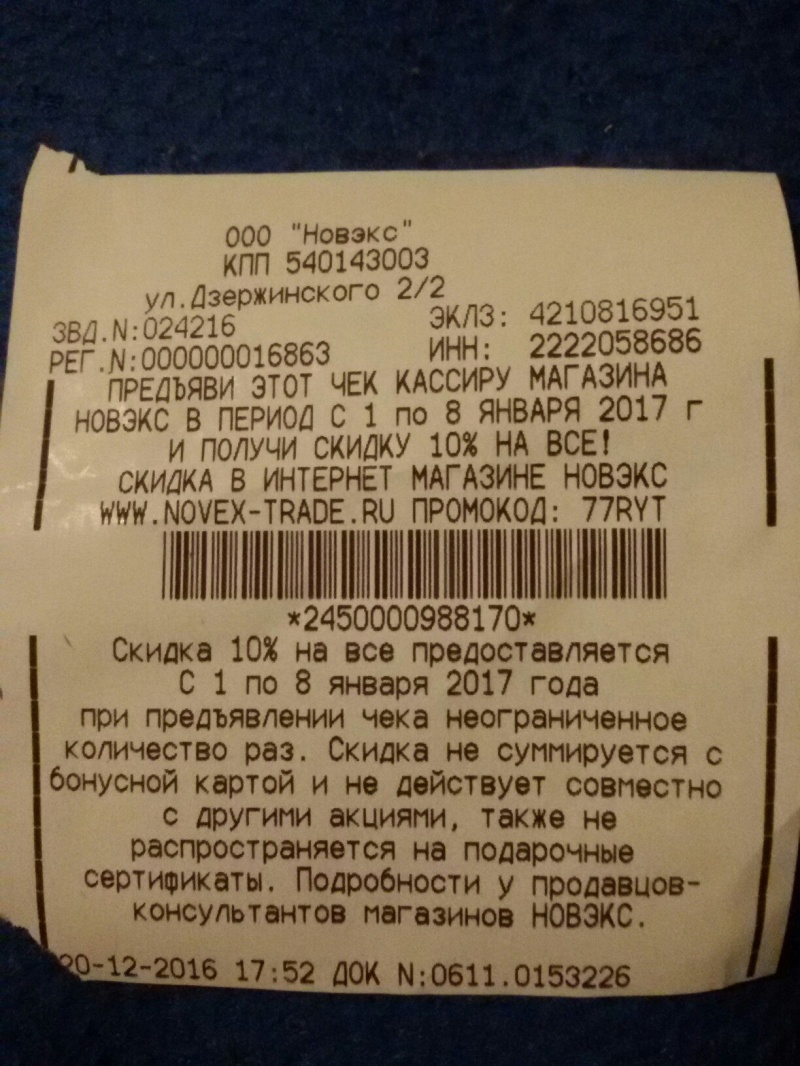 ООО "Новэкс"
КПП 540143003
ул.Дзержинского 2/2
ЗВД.N:024216 ЭКЛЗ: 4210816951
РЕГ.N:000000016863 ИНН: 2222058686
ПРЕДЪЯВИ ЭТОТ ЧЕК КАССИРУ МАГАЗИНА
НОВЭКС В ПЕРИОД С 1 по 8 ЯНВАРЯ 2017 г
И ПОЛУЧИ СКИДКУ 10% НА ВСЕ!
СКИДКА В ИНТЕРНЕТ МАГАЗИНЕ НОВЭКС
WWW.NOVEX-TRADE.RU ПРОМОКОД: 77RYT
*2450000988170*
Скидка 10% на все предоставляется
С 1 по 8 января 2017 года
при предъявлении чека неограниченное
количество раз. Скидка не суммируется с
бонусной картой и не действует совместно
с другими акциями, также не
распространяется на подарочные
сертификаты. Подробности у продавцов-
консультантов магазинов НОВЭКС.
20-12-2016 17:52 ДОК N:0611.0153226